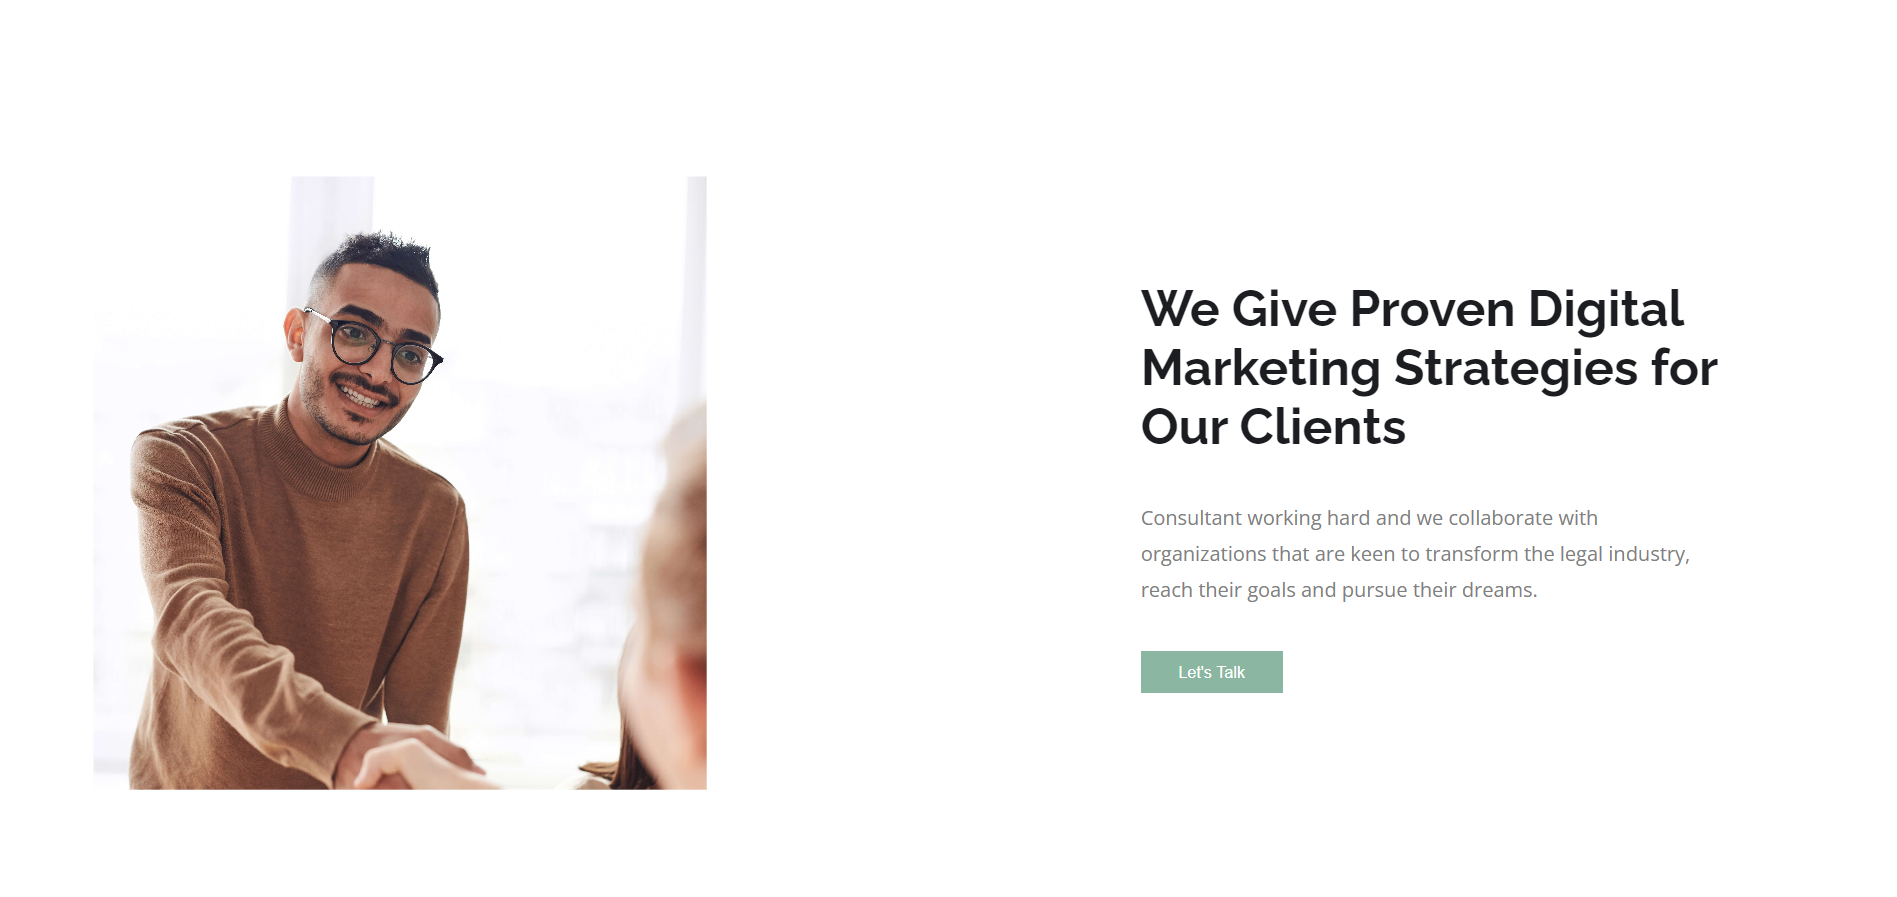 We Give Proven Digital
Marketing Strategies for
Our Clients
Consultant working hard and we collaborate with
organizations that are keen to transform the legal industry,
reach their goals and pursue their dreams.
Let's Talk